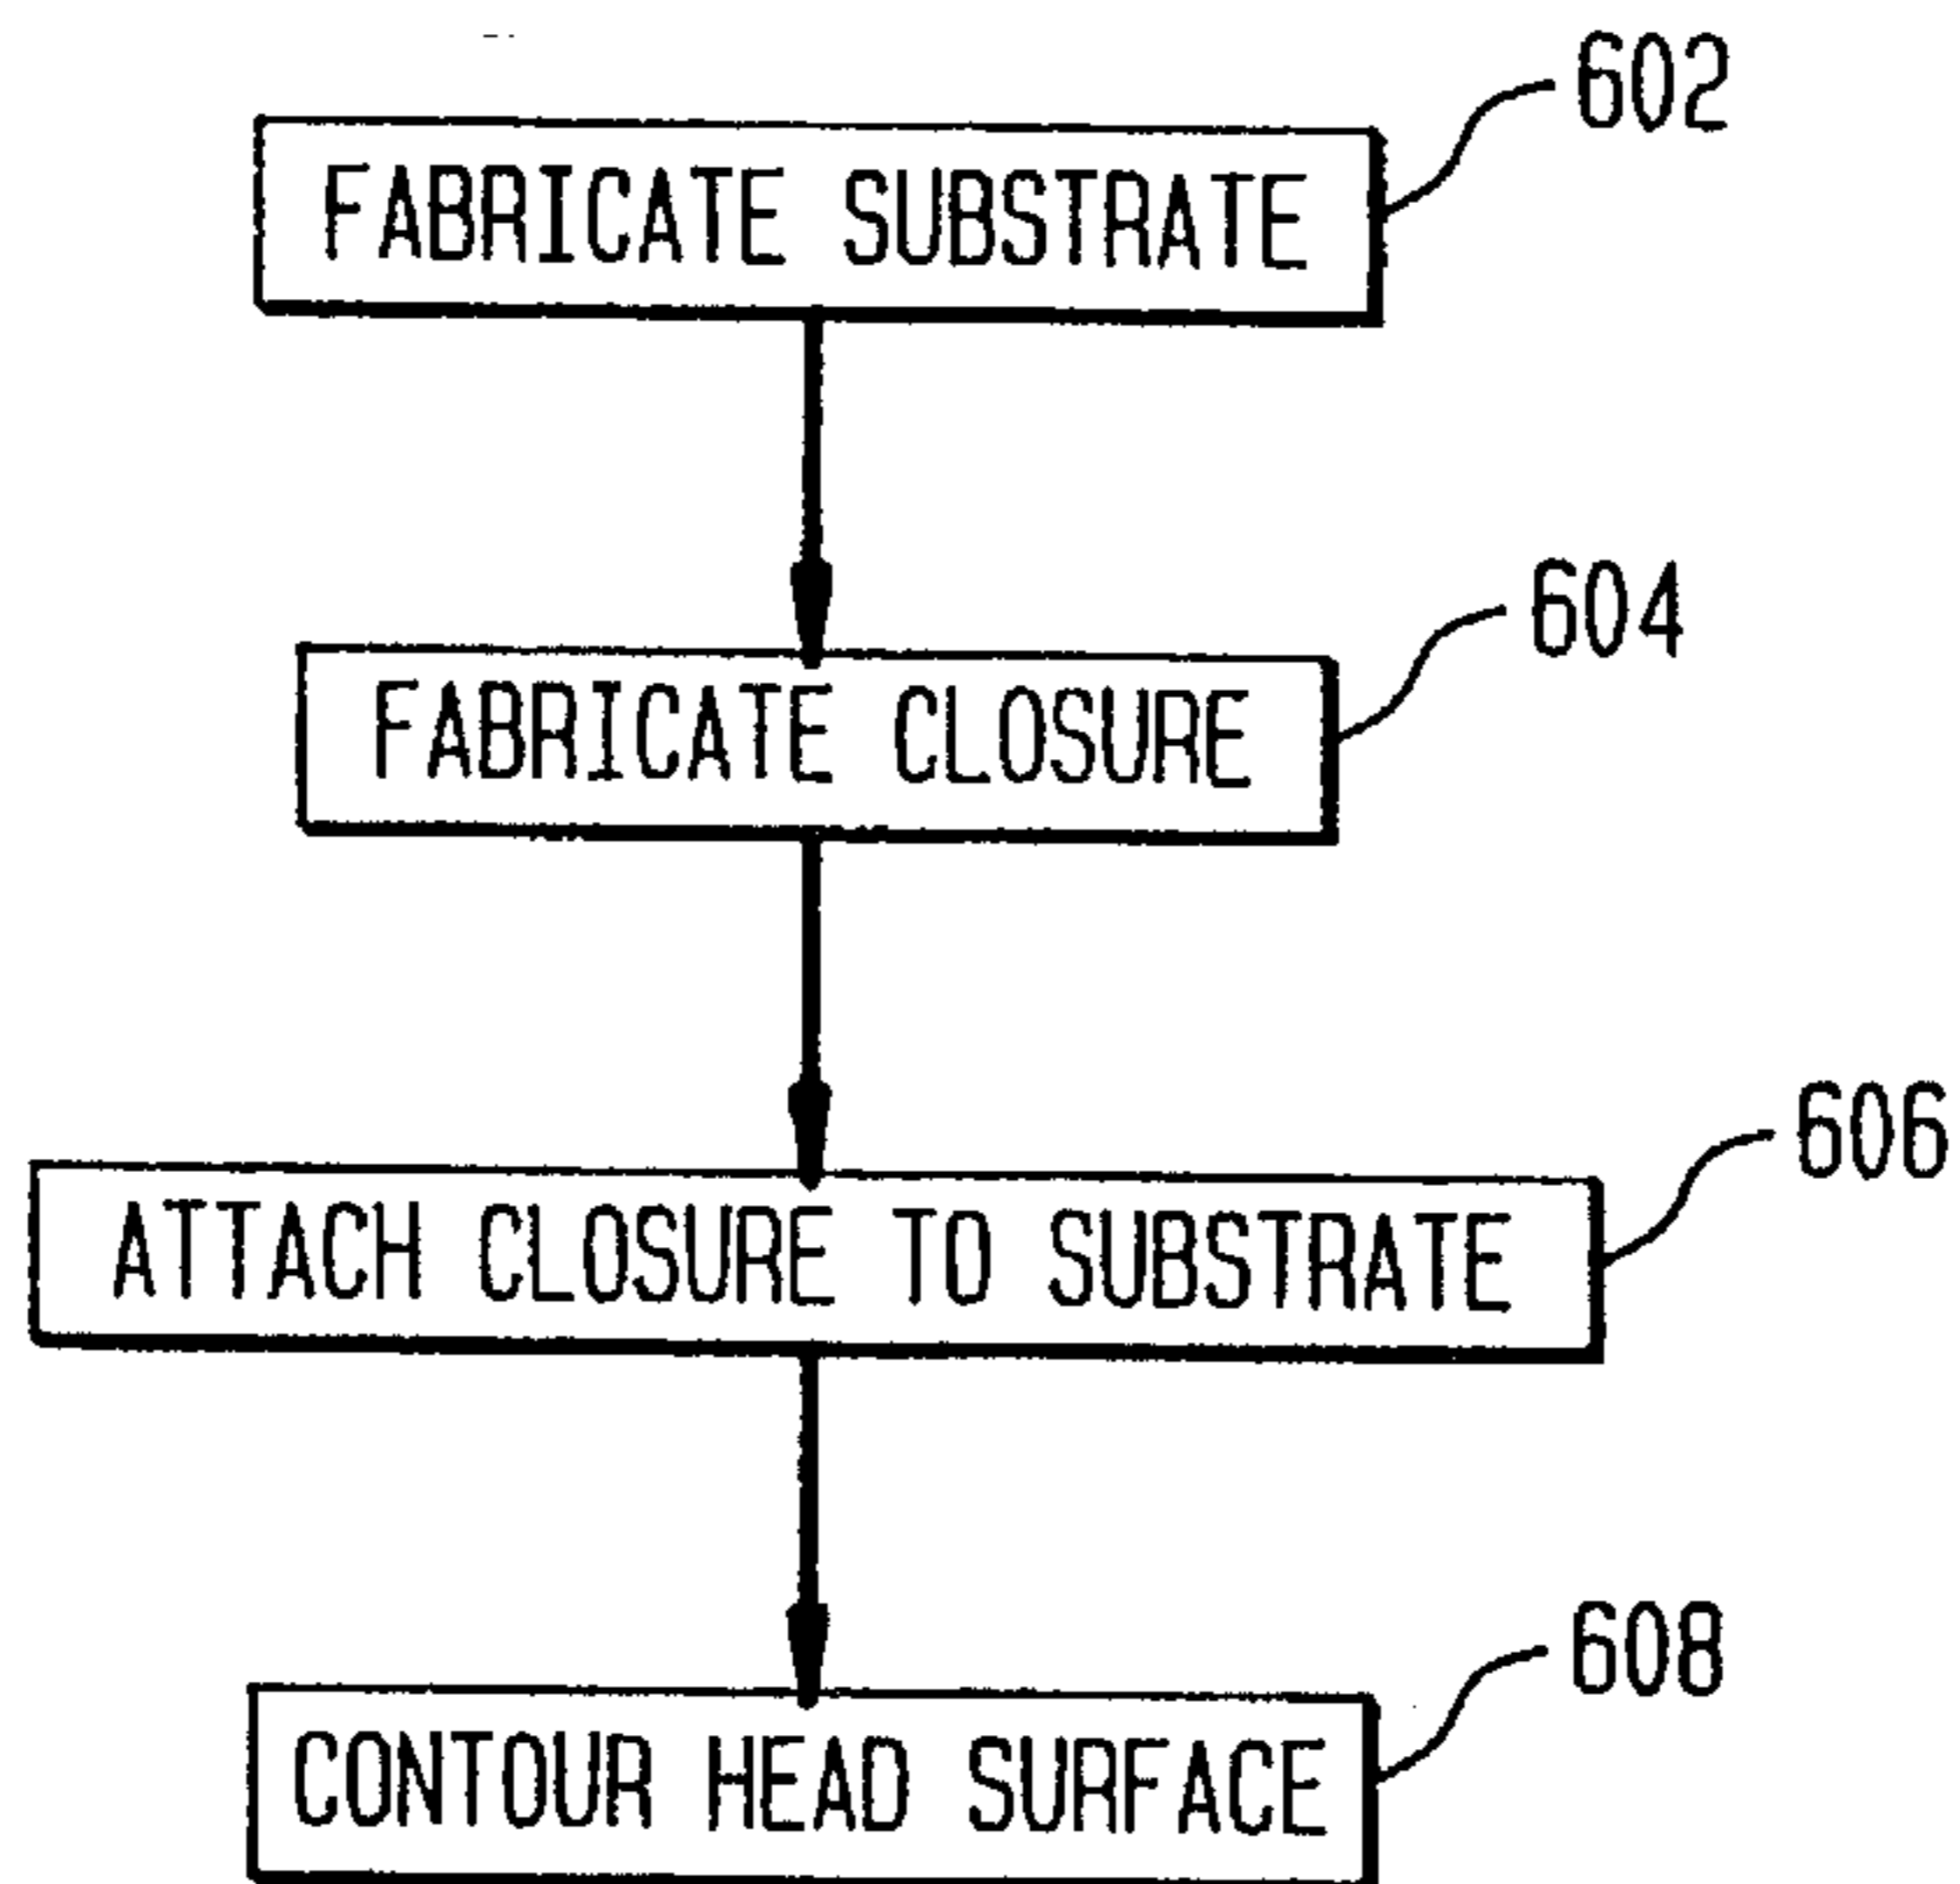 602
FABRICATE SUBSTRATE
604
FABRICATE CLOSURE
606
ATTACH CLOSURE TO SUBSTRATE
608
CONTOUR HEAD SURFACE